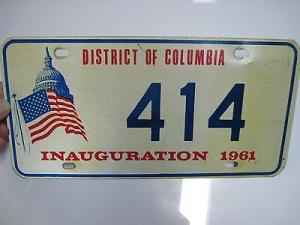 DISTRICT OF COLUMBIA
414
INAUGURATION 1961